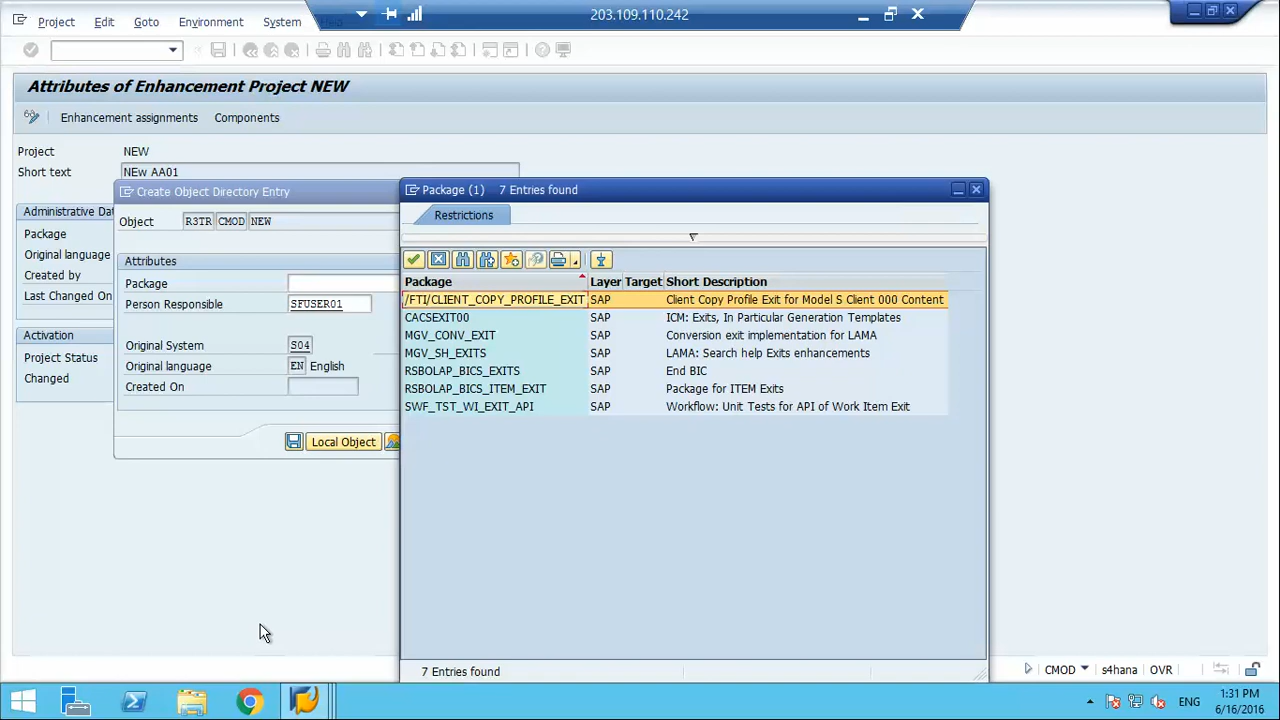 203.109.110.242
Project Edit Goto Environment System Help
Attributes of Enhancement Project NEW
Enhancement assignments Components
Project NEW
Short text NEW AA01
Administrative Dat
Package
Original language
Created by
Last Changed On
Activation
Project Status
Changed
Create Object Directory Entry
Object R3TR CMOD NEW
Attributes
Package
Person Responsible SFUSER01
Original System S04
Original language EN English
Created On
Local Object
Package (1) 7 Entries found
Restrictions
Package Layer Target Short Description
/FTI/CLIENT_COPY_PROFILE_EXIT SAP Client Copy Profile Exit for Model S Client 000 Content
CACSEXIT00 SAP ICM: Exits, In Particular Generation Templates
MGV_CONV_EXIT SAP Conversion exit implementation for LAMA
MGV_SH_EXITS SAP LAMA: Search help Exits enhancements
RSBOLAP_BICS_EXITS SAP End BIC
RSBOLAP_BICS_ITEM_EXIT SAP Package for ITEM Exits
SWF_TST_WI_EXIT_API SAP Workflow: Unit Tests for API of Work Item Exit
7 Entries found
CMOD s4hana OVR
ENG
1:31 PM
6/16/2016